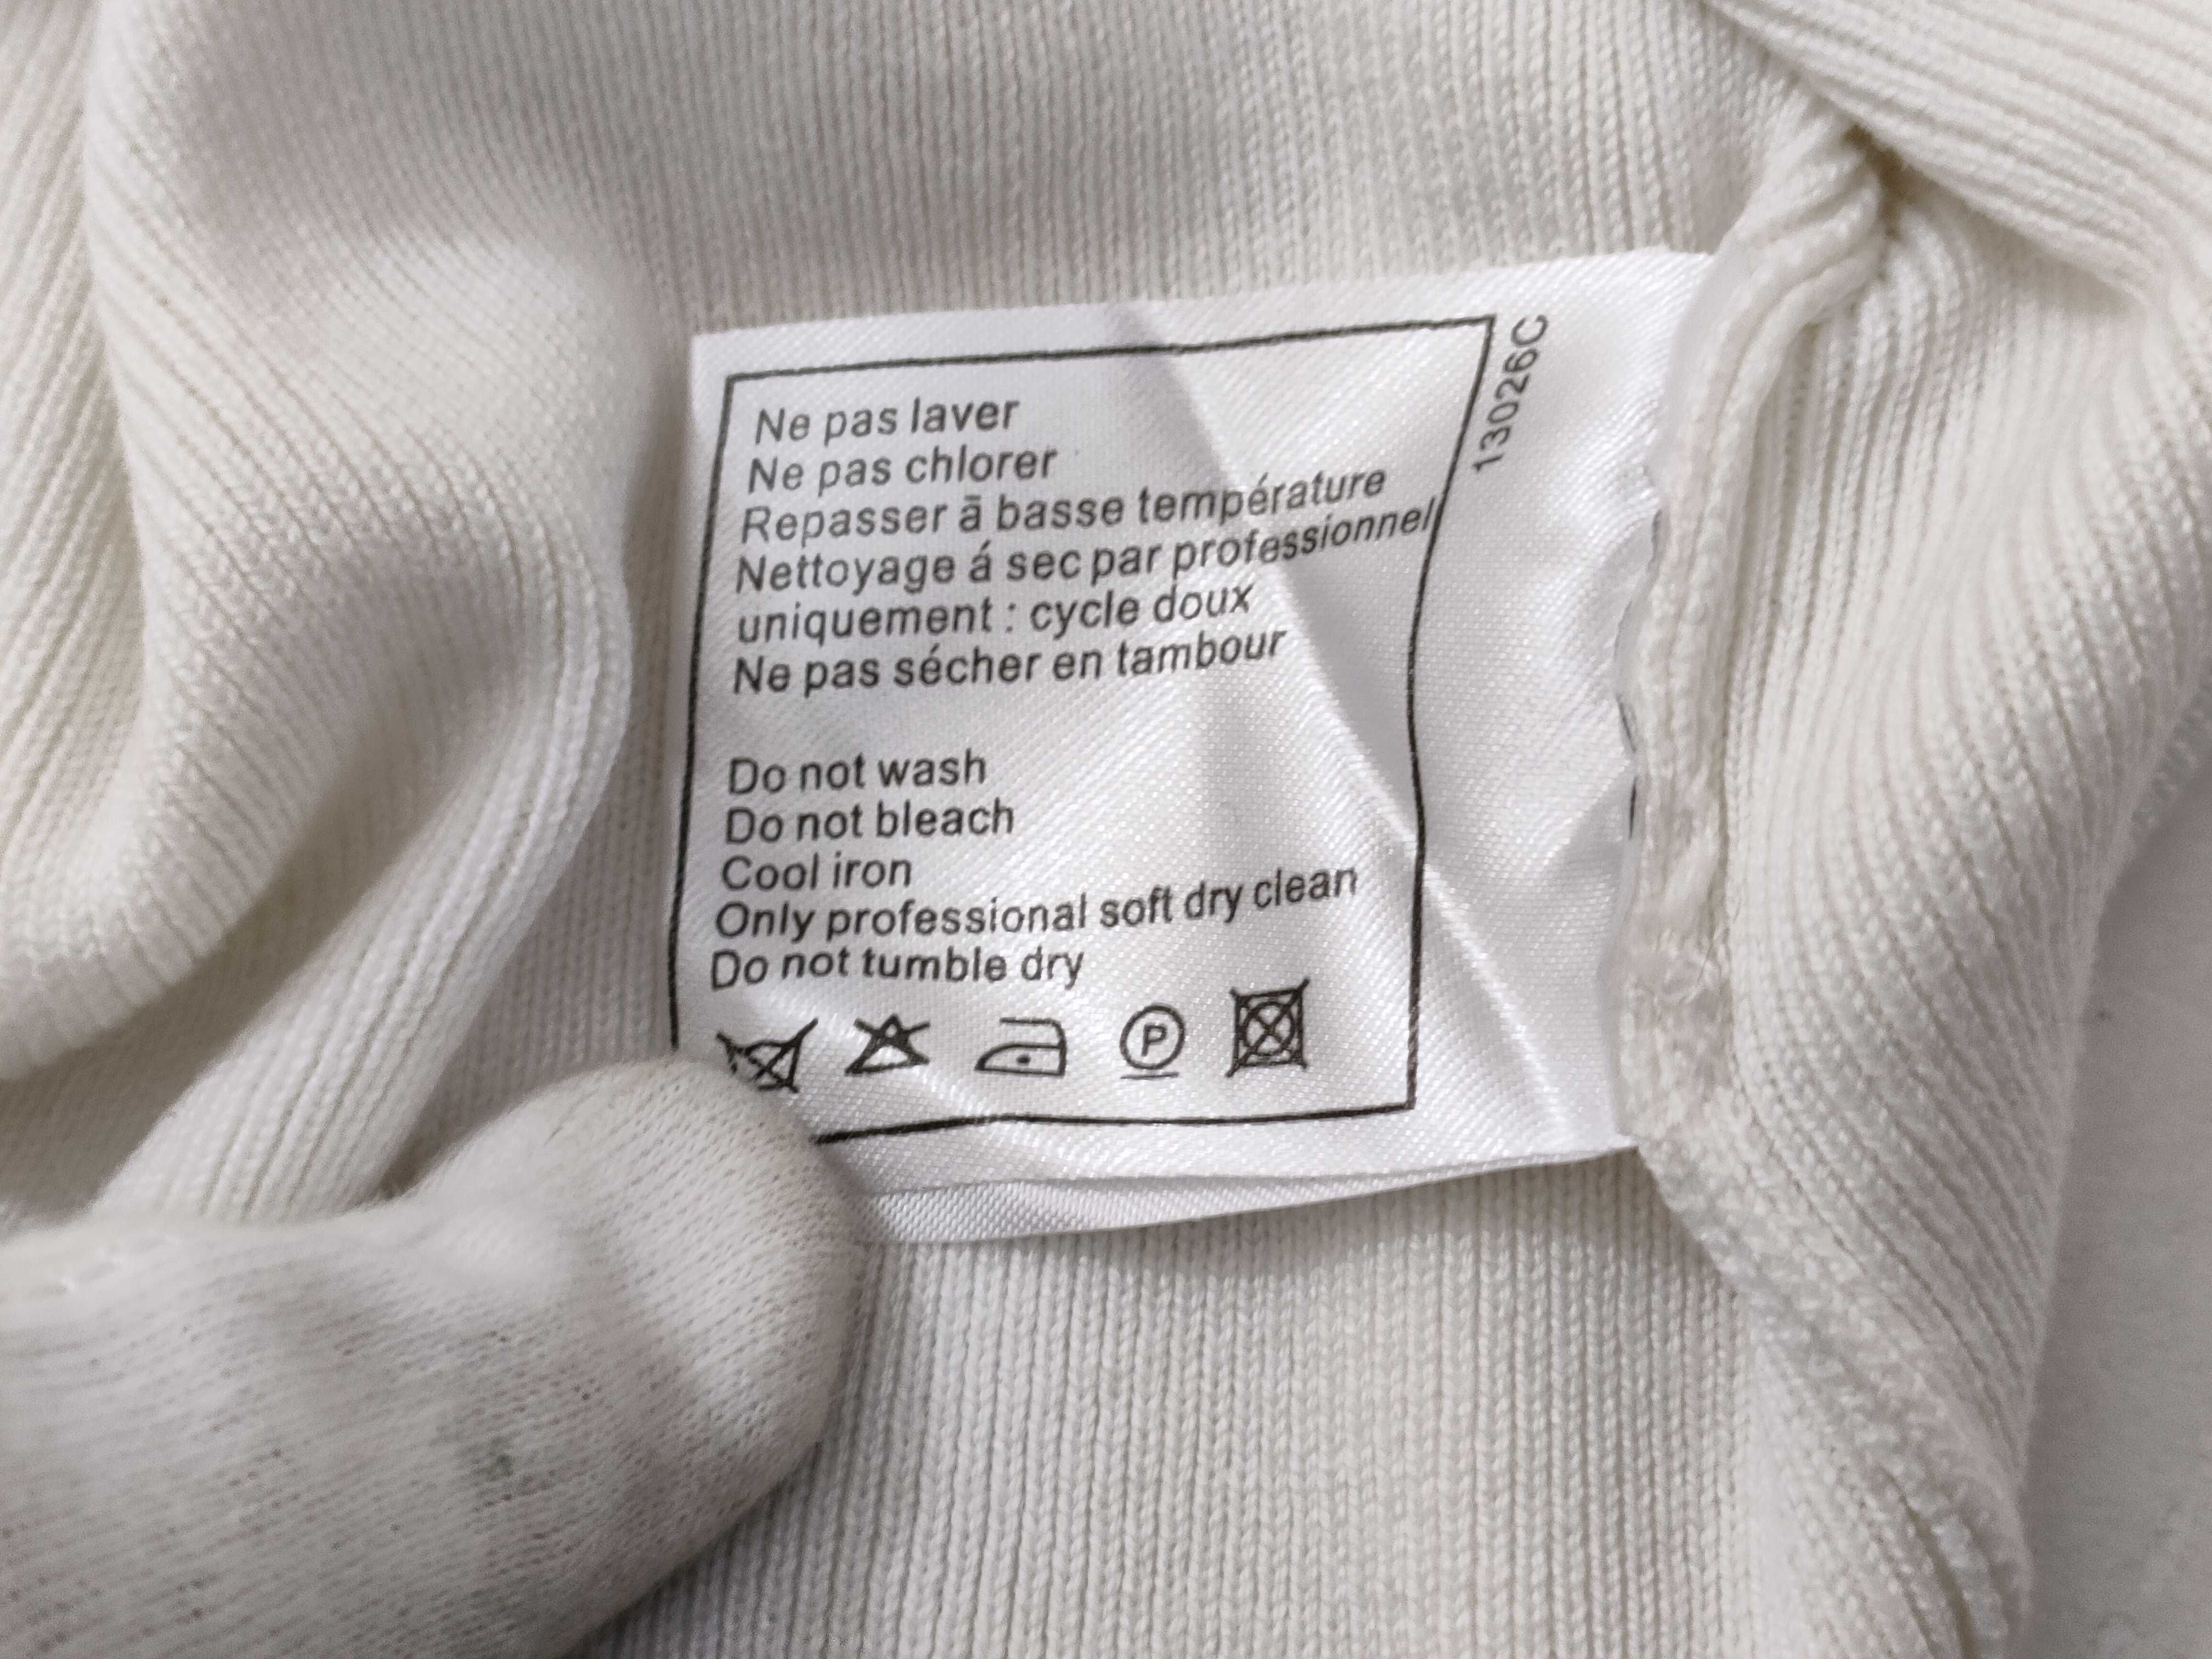 Ne pas laver
Ne pas chlorer
Repasser ā basse température
Nettoyage á sec par professionnel
uniquement : cycle doux
Ne pas sécher en tambour
Do not wash
Do not bleach
Cool iron
Only professional soft dry clean
Do not tumble dry
P
13026C